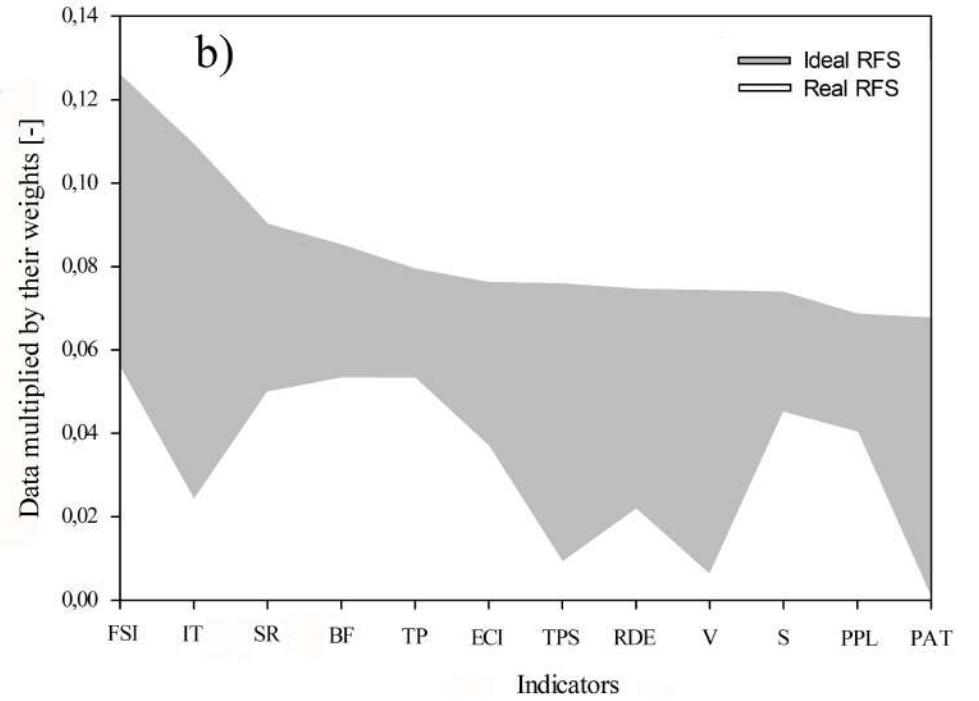 b)
Ideal RFS
Real RFS
Data multiplied by their weights [-]
0,14
0,12
0,10
0,08
0,06
0,04
0,02
0,00
FSI IT SR BF TP ECI TPS RDE V S PPL PAT
Indicators